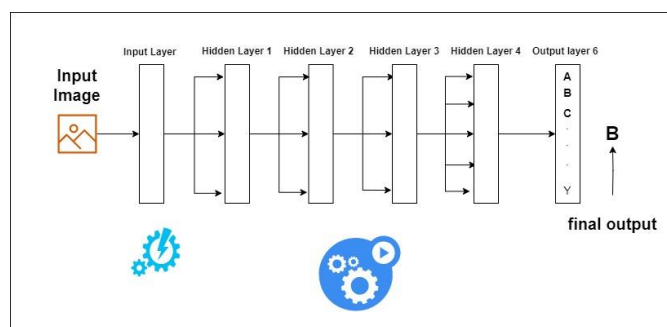 Input Layer
Hidden Layer 1
Hidden Layer 2
Hidden Layer 3
Hidden Layer 4
Output layer 6
Input
Image
A
B
C
.
.
.
Y
B
final output